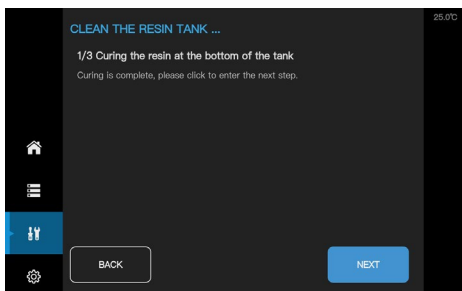 25.0°C
CLEAN THE RESIN TANK ...
1/3 Curing the resin at the bottom of the tank
Curing is complete, please click to enter the next step.
BACK
NEXT